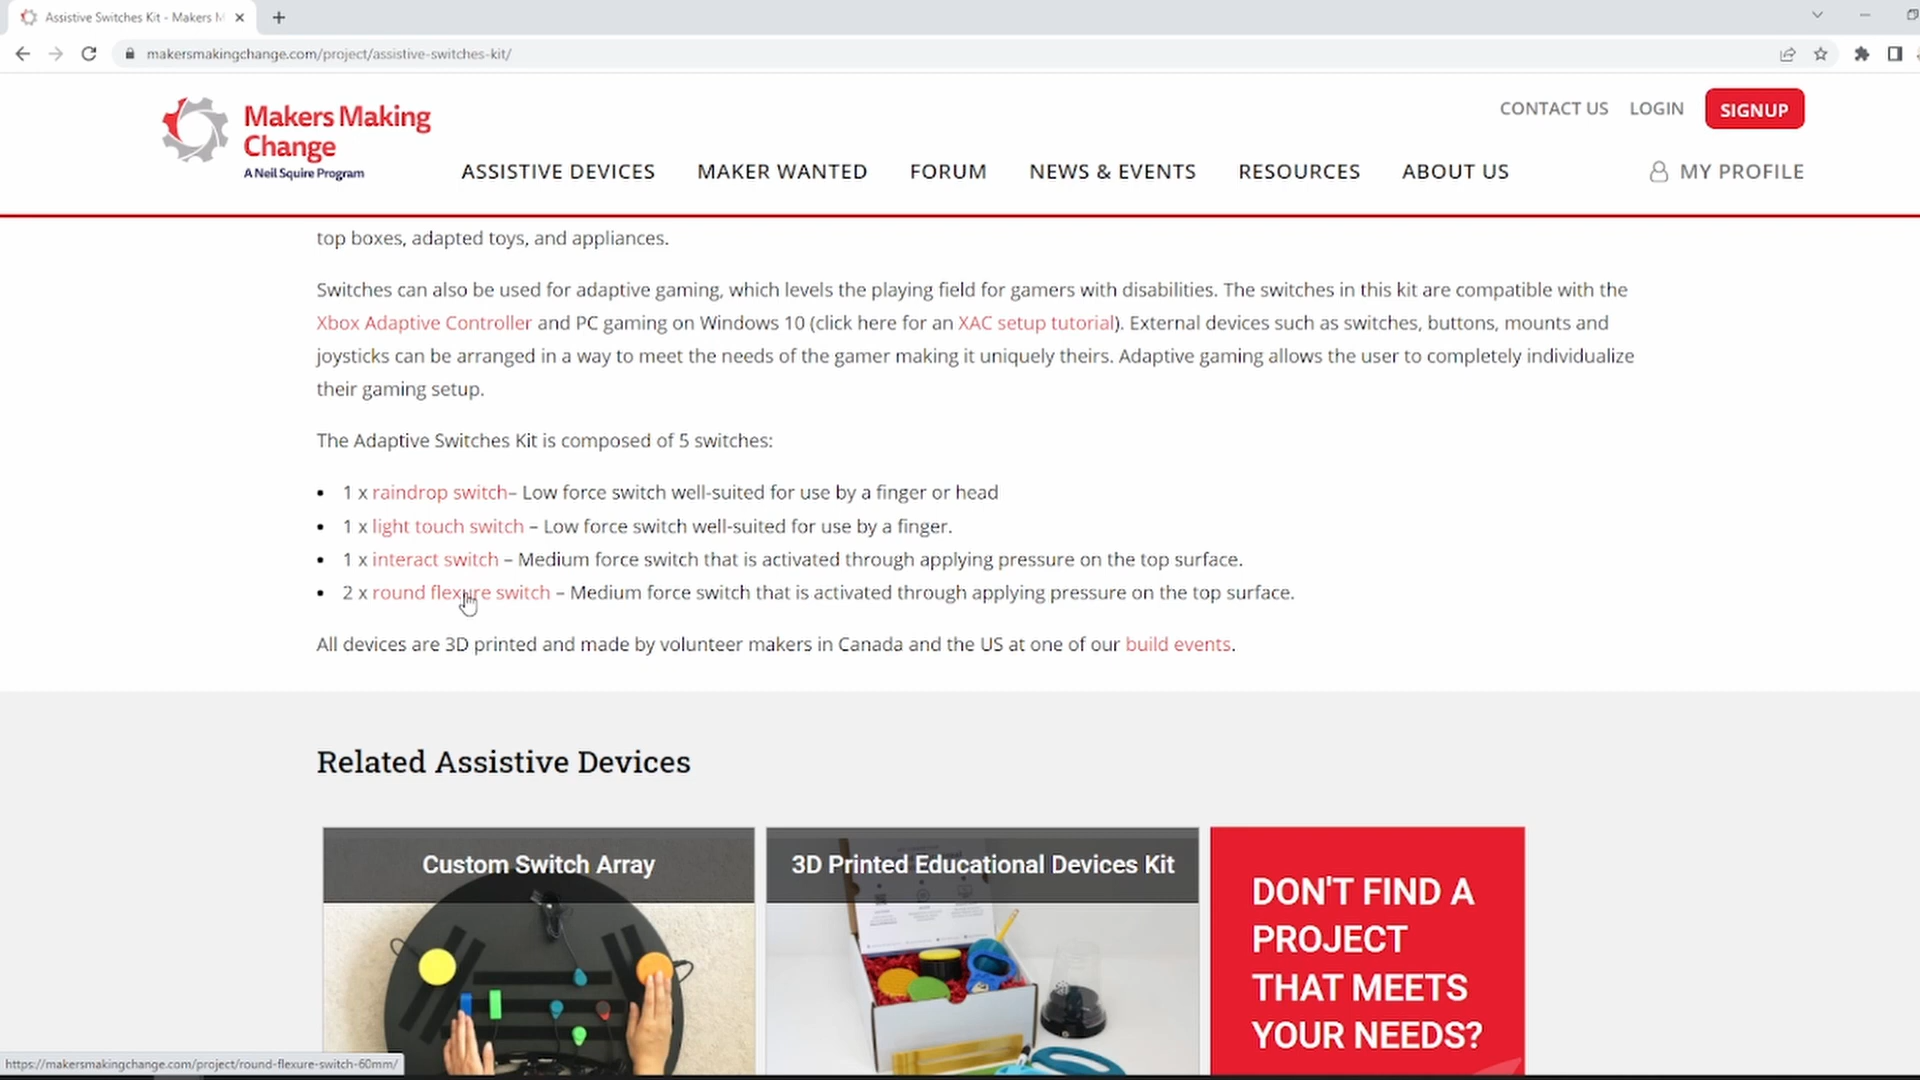 Assistive Switches Kit - Makers M
makersmakingchange.com/project/assistive-switches-kit/
Makers Making
Change
A Neil Squire Program
CONTACT US LOGIN SIGNUP
ASSISTIVE DEVICES MAKER WANTED FORUM NEWS & EVENTS RESOURCES ABOUT US MY PROFILE
top boxes, adapted toys, and appliances.
Switches can also be used for adaptive gaming, which levels the playing field for gamers with disabilities. The switches in this kit are compatible with the
Xbox Adaptive Controller and PC gaming on Windows 10 (click here for an XAC setup tutorial). External devices such as switches, buttons, mounts and
joysticks can be arranged in a way to meet the needs of the gamer making it uniquely theirs. Adaptive gaming allows the user to completely individualize
their gaming setup.
The Adaptive Switches Kit is composed of 5 switches:
• 1 x raindrop switch– Low force switch well-suited for use by a finger or head
• 1 x light touch switch – Low force switch well-suited for use by a finger.
• 1 x interact switch – Medium force switch that is activated through applying pressure on the top surface.
• 2 x round flexure switch – Medium force switch that is activated through applying pressure on the top surface.
All devices are 3D printed and made by volunteer makers in Canada and the US at one of our build events.
Related Assistive Devices
Custom Switch Array
3D Printed Educational Devices Kit
DON'T FIND A
PROJECT
THAT MEETS
YOUR NEEDS?
https://makersmakingchange.com/project/round-flexure-switch-60mm/